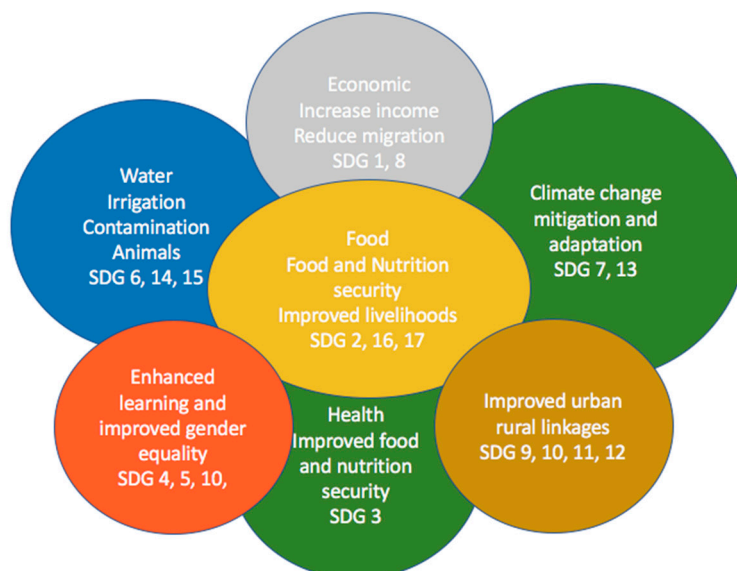 Economic
Increase income
Reduce migration
SDG 1, 8
Water
Irrigation
Contamination
Animals
SDG 6, 14, 15
Climate change
mitigation and
adaptation
SDG 7, 13
Food
Food and Nutrition
security
Improved livelihoods
SDG 2, 16, 17
Enhanced
learning and
improved gender
equality
SDG 4, 5, 10,
Health
Improved food
and nutrition
security
SDG 3
Improved urban
rural linkages
SDG 9, 10, 11, 12